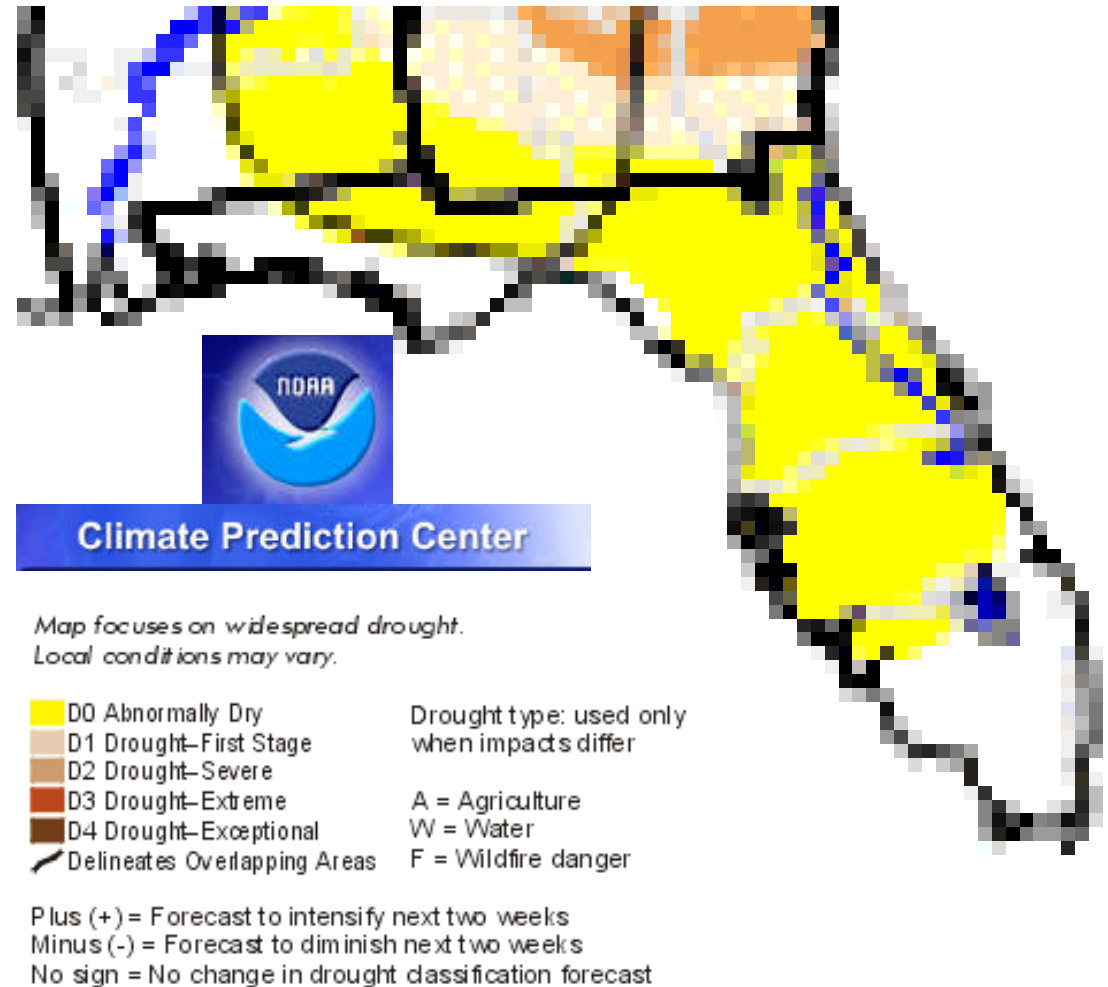 NOAA
Climate Prediction Center
Map focuses on widespread drought.
Local conditions may vary.
D0 Abnormally Dry
D1 Drought–First Stage
D2 Drought–Severe
D3 Drought–Extreme
D4 Drought–Exceptional
Delineates Overlapping Areas
Drought type: used only
when impacts differ
A = Agriculture
W = Water
F = Wildfire danger
Plus (+) = Forecast to intensify next two weeks
Minus (-) = Forecast to diminish next two weeks
No sign = No change in drought classification forecast